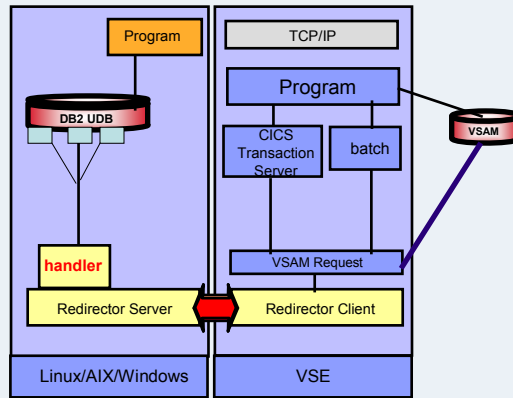 Program
DB2 UDB
handler
Redirector Server
Linux/AIX/Windows
TCP/IP
Program
CICS
Transaction
Server
batch
VSAM
VSAM Request
Redirector Client
VSE